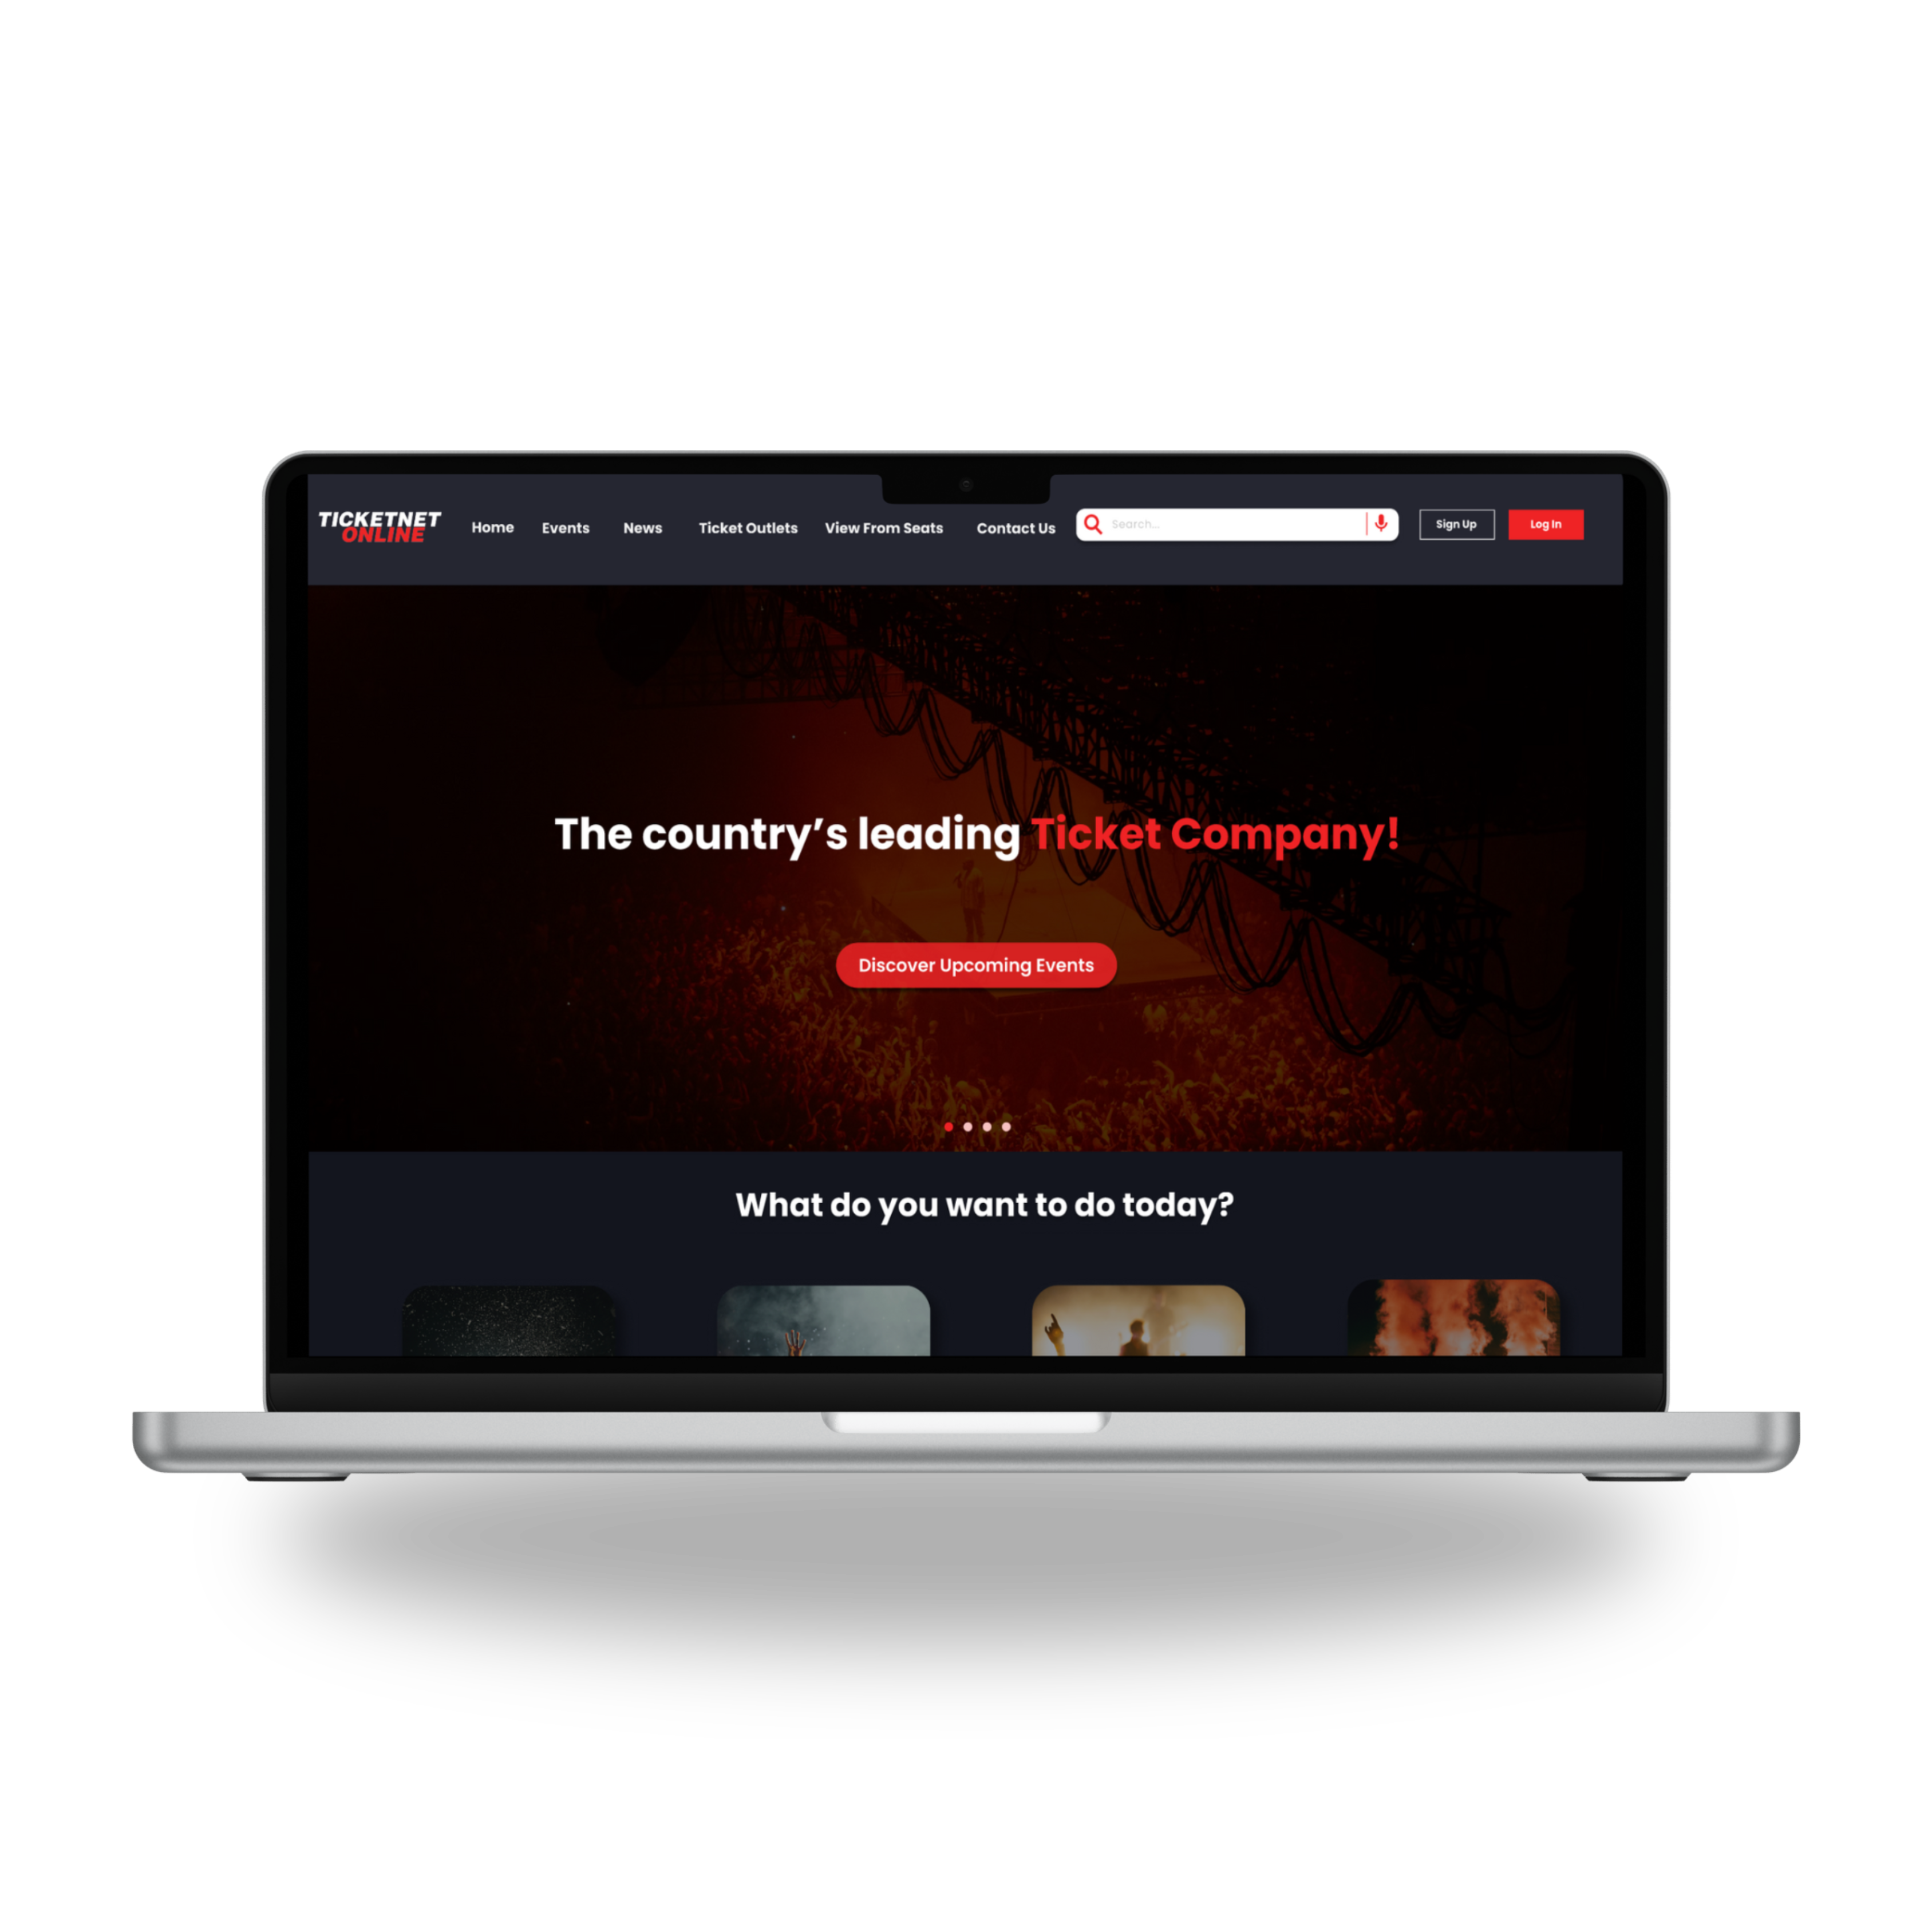 TICKETNET
ONLINE
Home Events News Ticket Outlets View From Seats Contact Us Search... Sign Up Log In
The country’s leading Ticket Company!
Discover Upcoming Events
What do you want to do today?